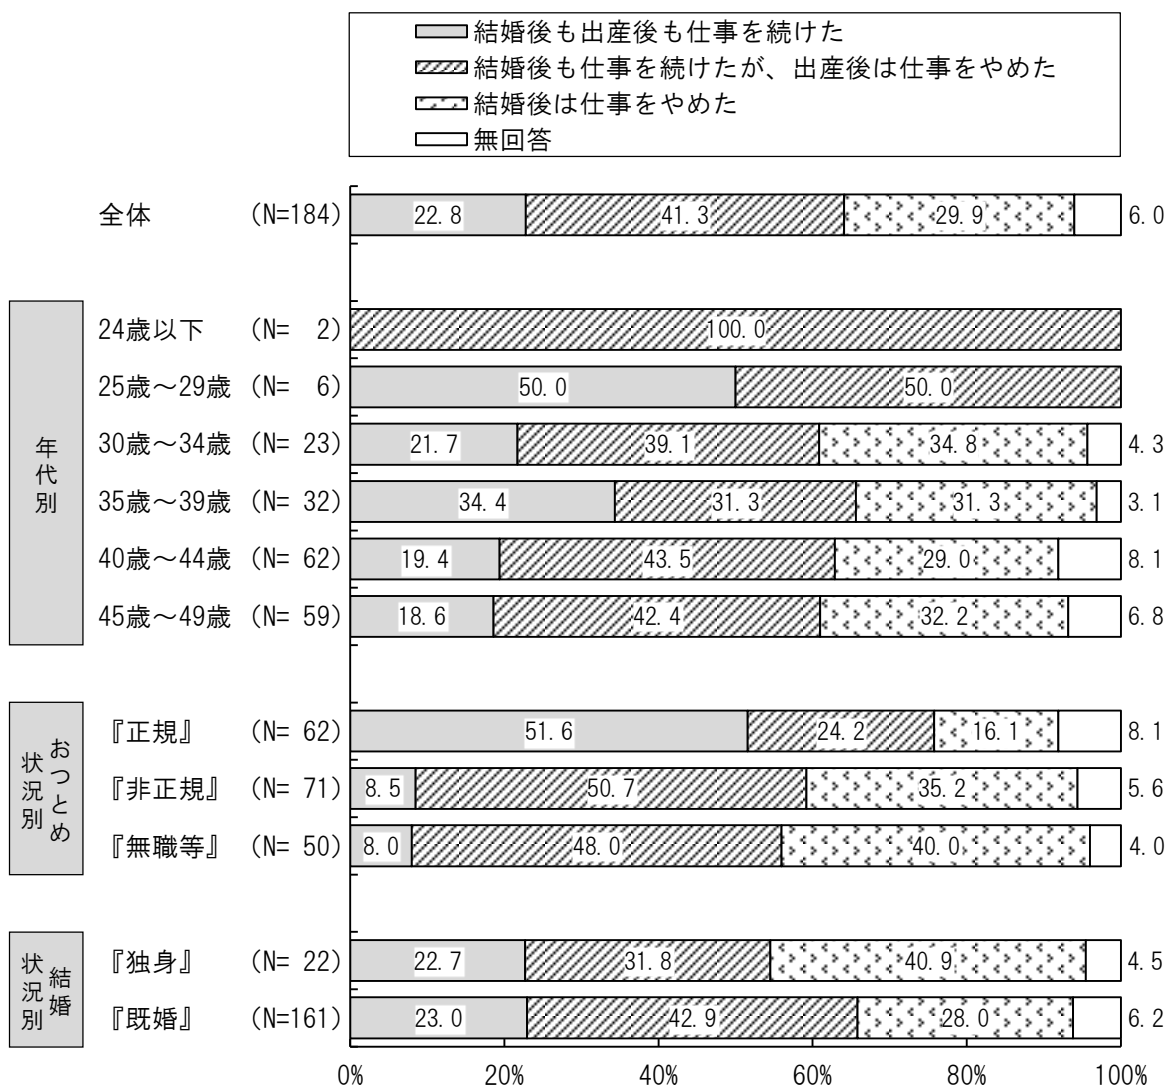 結婚後も出産後も仕事を続けた
結婚後も仕事を続けたが、出産後は仕事をやめた
結婚後は仕事をやめた
無回答
全体 (N=184) 22.8 41.3 29.9 6.0
年代別
24歳以下 (N= 2) 100.0
25歳～29歳 (N= 6) 50.0 50.0
30歳～34歳 (N= 23) 21.7 39.1 34.8 4.3
35歳～39歳 (N= 32) 34.4 31.3 31.3 3.1
40歳～44歳 (N= 62) 19.4 43.5 29.0 8.1
45歳～49歳 (N= 59) 18.6 42.4 32.2 6.8
おつとめ
状況別
『正規』 (N= 62) 51.6 24.2 16.1 8.1
『非正規』 (N= 71) 8.5 50.7 35.2 5.6
『無職等』 (N= 50) 8.0 48.0 40.0 4.0
結婚
状況別
『独身』 (N= 22) 22.7 31.8 40.9 4.5
『既婚』 (N=161) 23.0 42.9 28.0 6.2
0% 20% 40% 60% 80% 100%